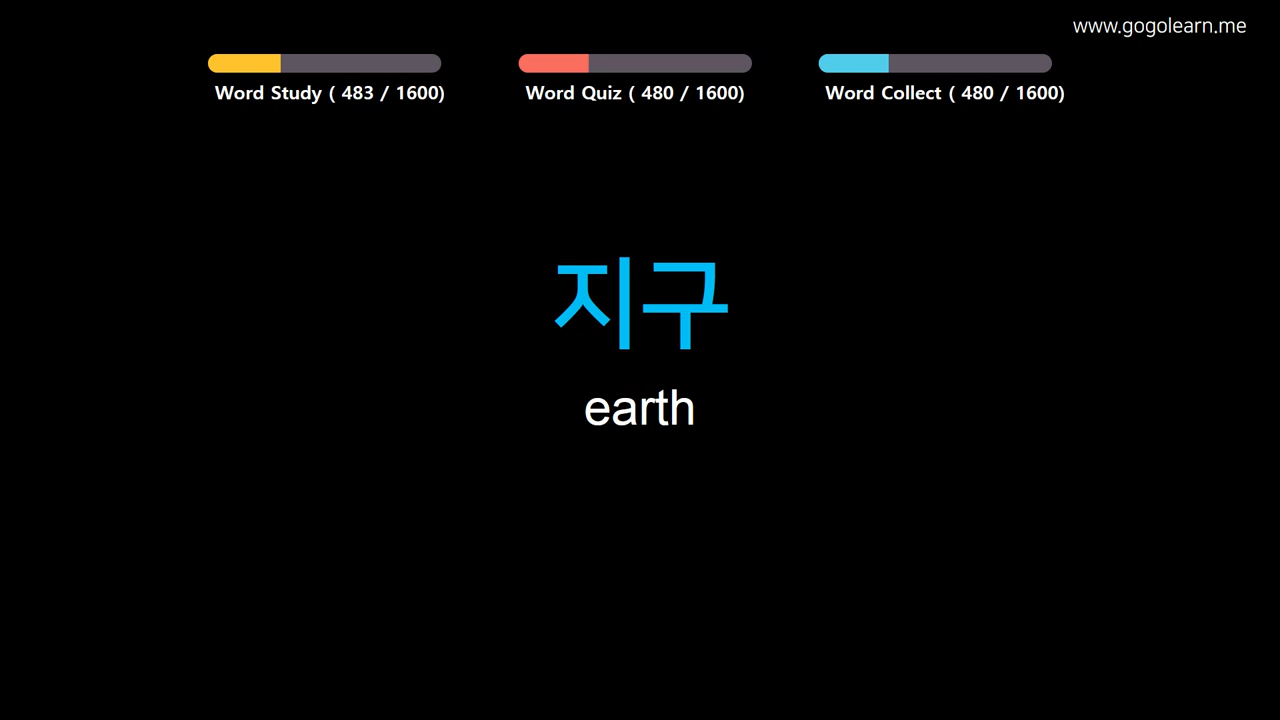 www.gogolearn.me
Word Study ( 483 / 1600)
Word Quiz ( 480 / 1600)
Word Collect ( 480 / 1600)
지구
earth